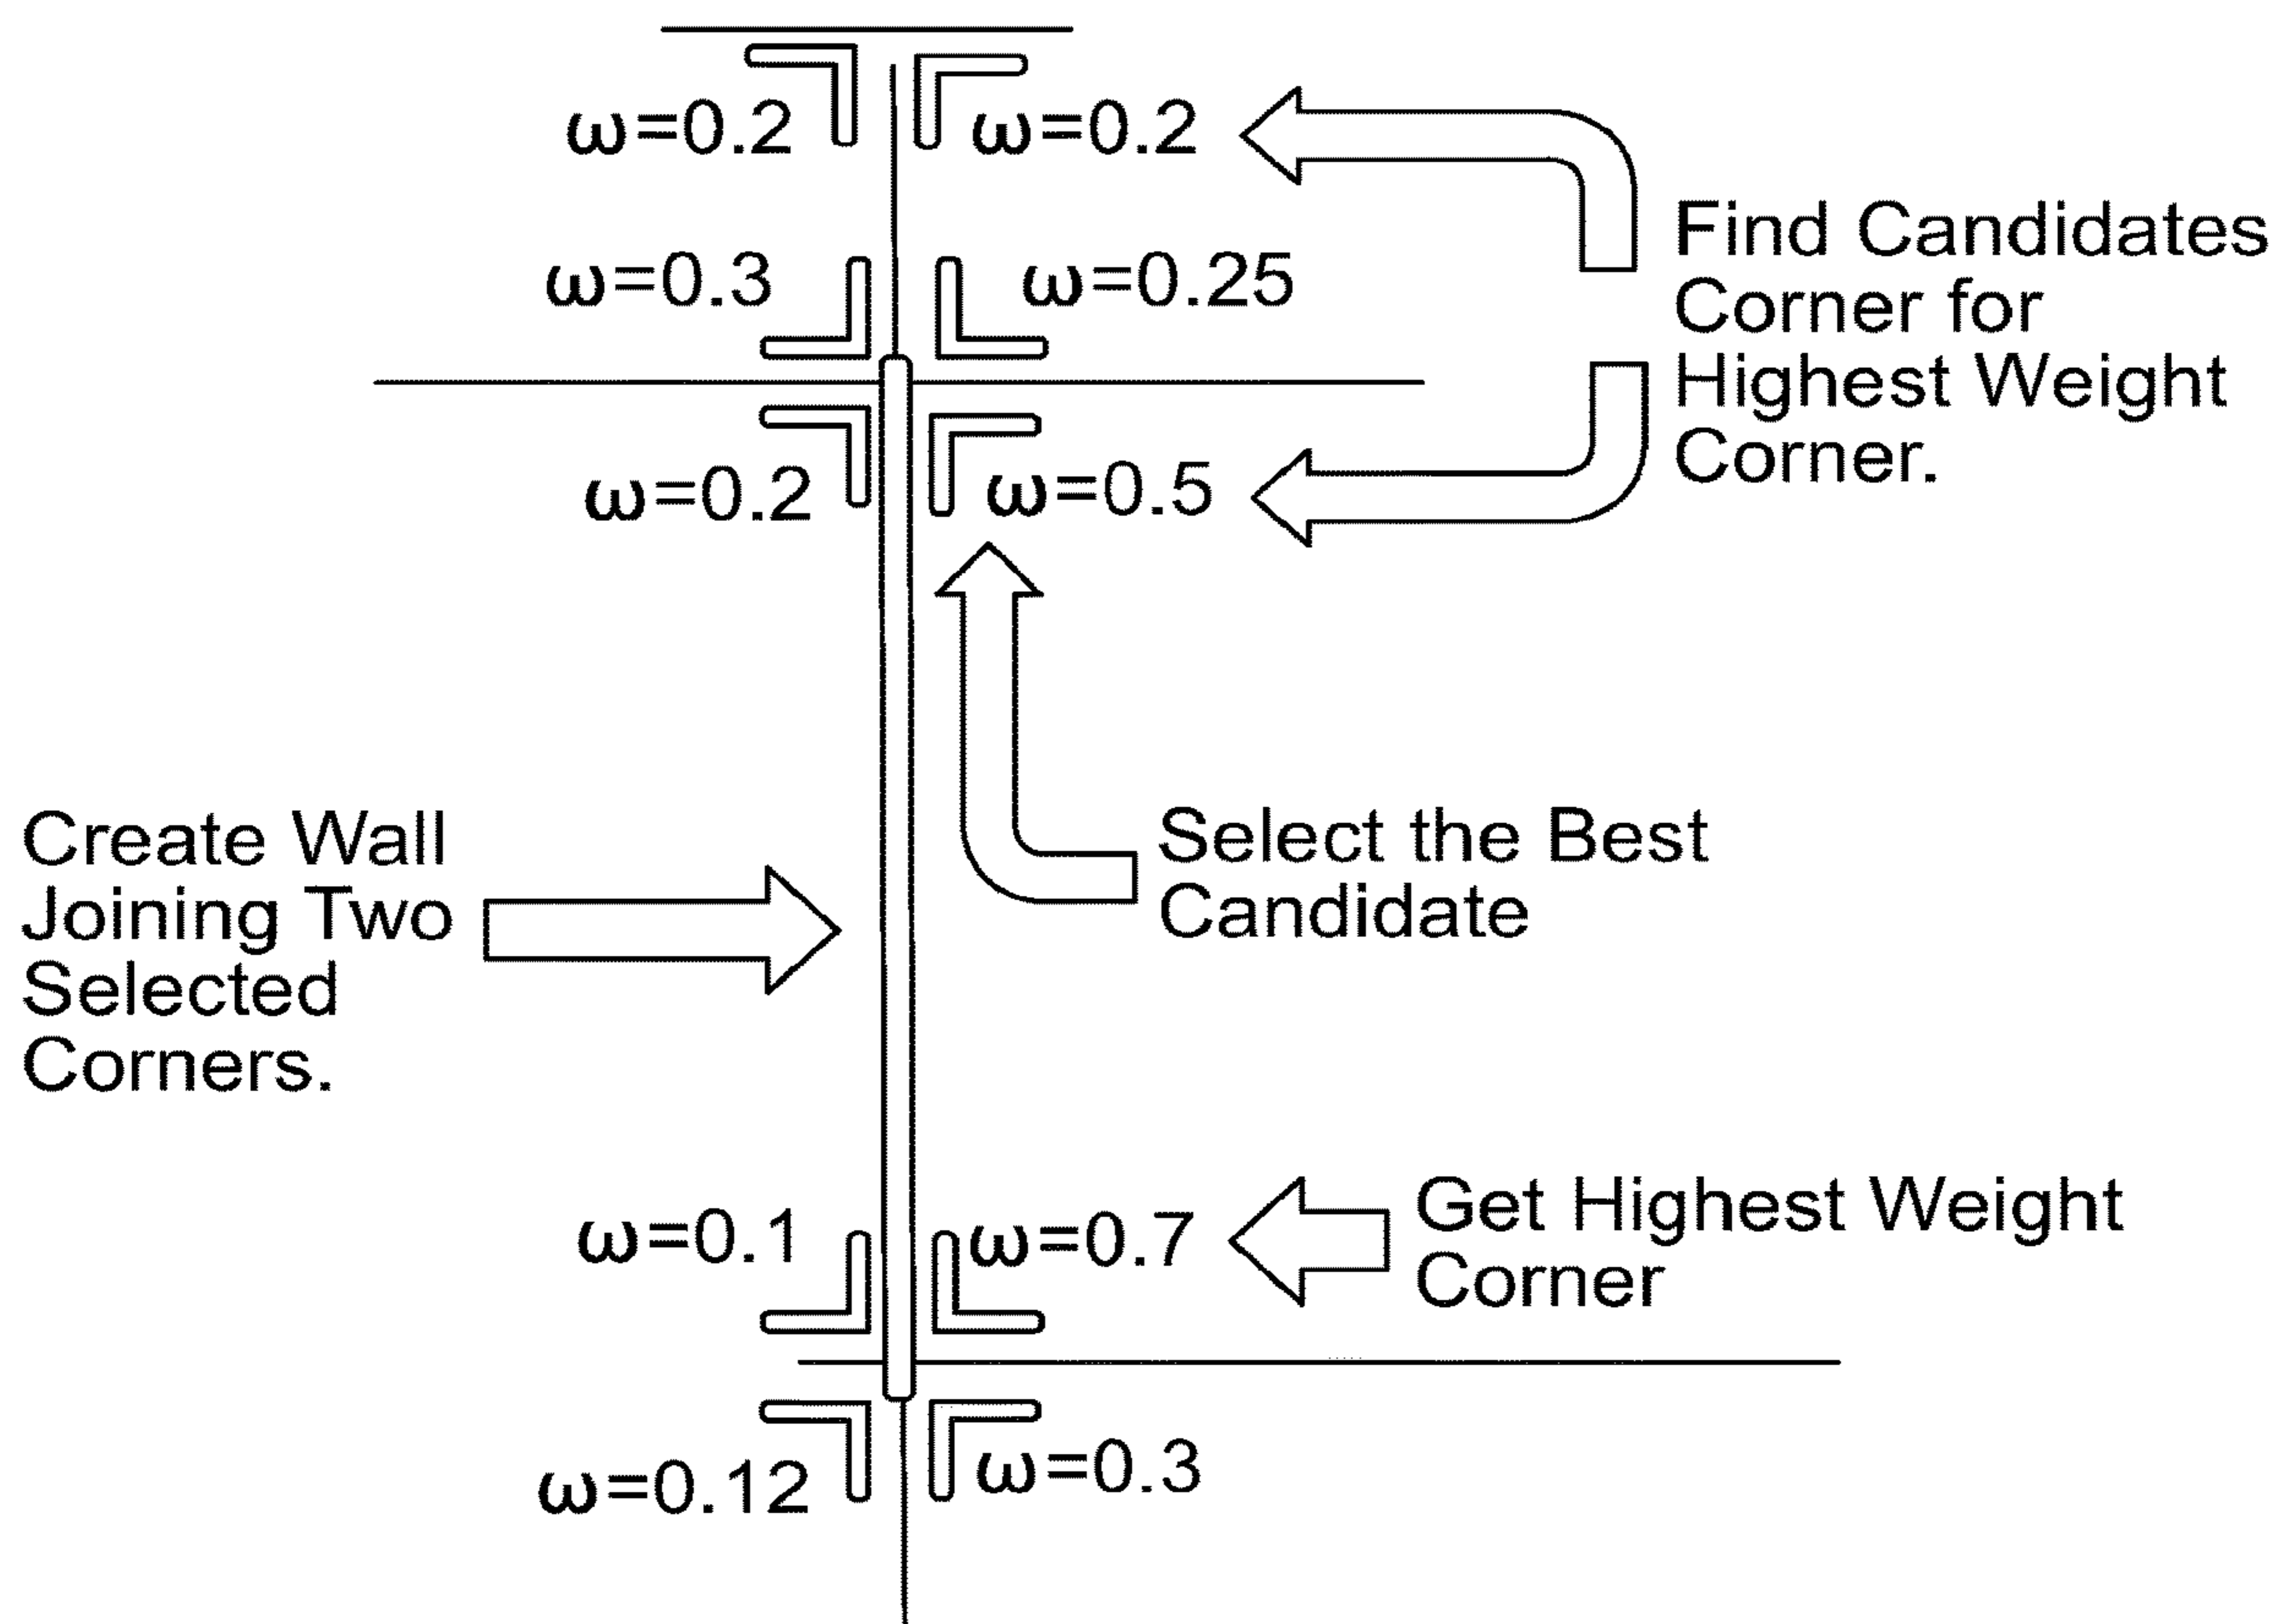 ω=0.2 ω=0.2
Find Candidates
Corner for
Highest Weight
Corner.
ω=0.3 ω=0.25
ω=0.2 ω=0.5
Select the Best
Candidate
Create Wall
Joining Two
Selected
Corners.
ω=0.1 ω=0.7
Get Highest Weight
Corner
ω=0.12 ω=0.3